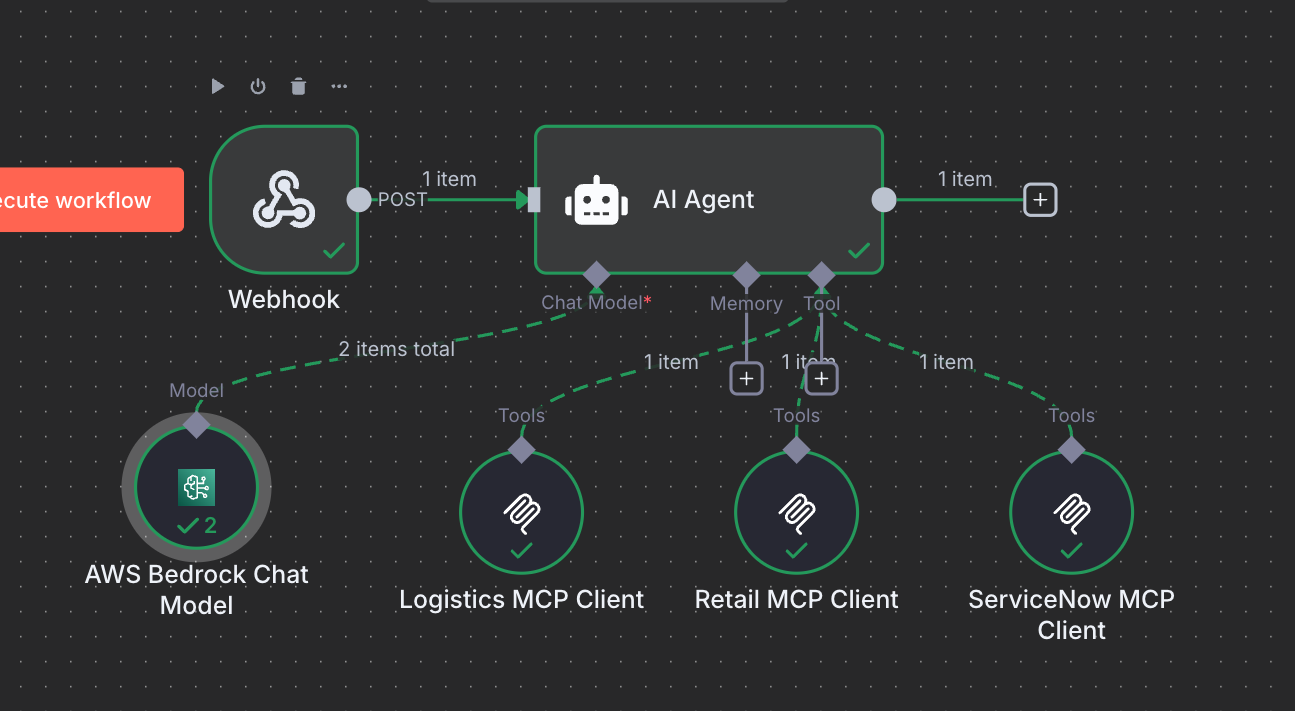 ecute workflow
POST
1 item
AI Agent
1 item
Webhook
Chat Model*
Memory
Tool
2 items total
1 item
1 item
1 item
Model
Tools
Tools
Tools
2
AWS Bedrock Chat
Model
Logistics MCP Client
Retail MCP Client
ServiceNow MCP
Client